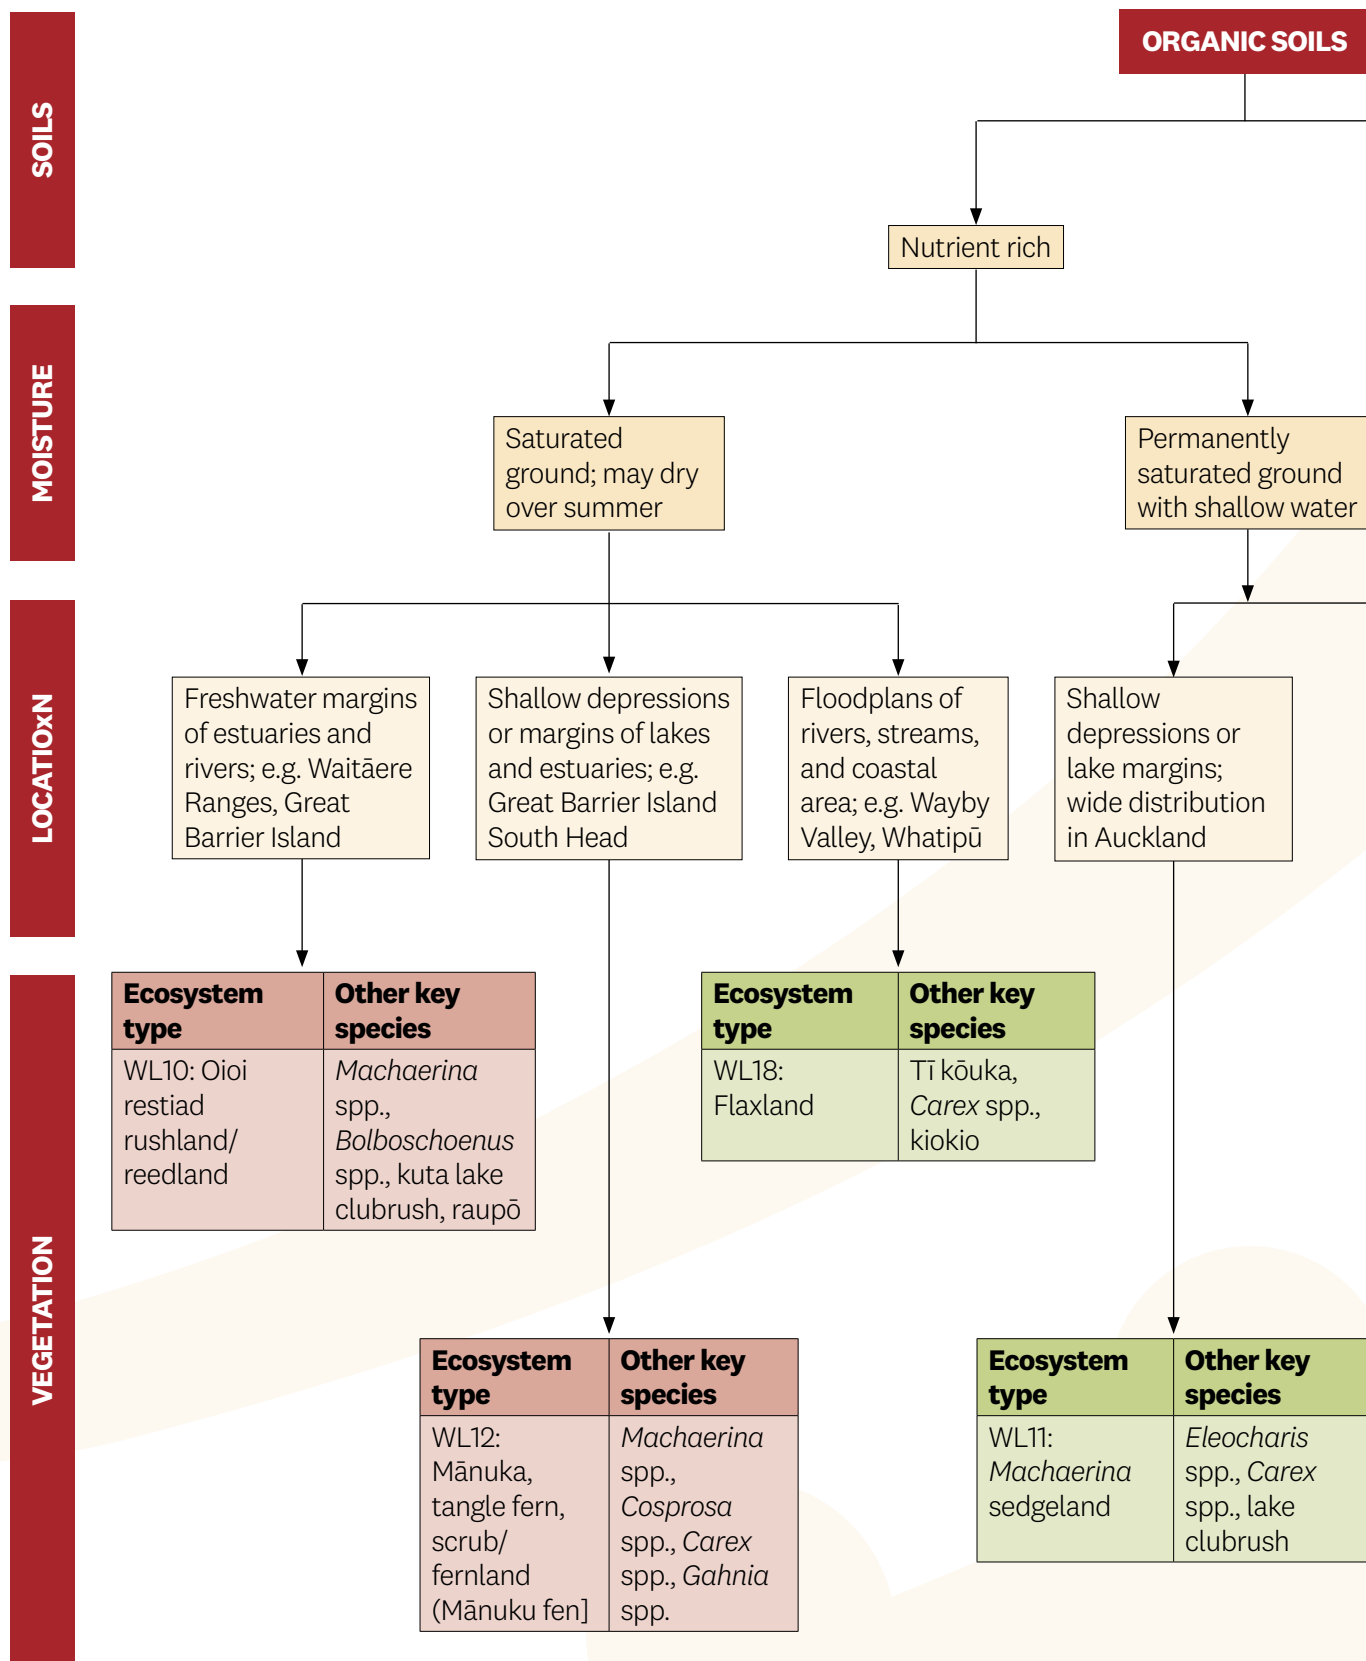 SOILS
ORGANIC SOILS
Nutrient rich
MOISTURE
Saturated
ground; may dry
over summer
Permanently
saturated ground
with shallow water
LOCATIOxN
Freshwater margins
of estuaries and
rivers; e.g. Waitāere
Ranges, Great
Barrier Island
Shallow depressions
or margins of lakes
and estuaries; e.g.
Great Barrier Island
South Head
Floodplans of
rivers, streams,
and coastal
area; e.g. Wayby
Valley, Whatipū
Shallow
depressions or
lake margins;
wide distribution
in Auckland
VEGETATION
Ecosystem
type
Other key
species
WL10: Oioi
restiad
rushland/
reedland
Machaerina
spp.,
Bolboschoenus
spp., kuta lake
clubrush, raupō
Ecosystem
type
Other key
species
WL18:
Flaxland
Tī kōuka,
Carex spp.,
kiokio
Ecosystem
type
Other key
species
WL12:
Mānuka,
tangle fern,
scrub/
fernland
(Mānuku fen]
Machaerina
spp.,
Cosprosa
spp., Carex
spp., Gahnia
spp.
Ecosystem
type
Other key
species
WL11:
Machaerina
sedgeland
Eleocharis
spp., Carex
spp., lake
clubrush